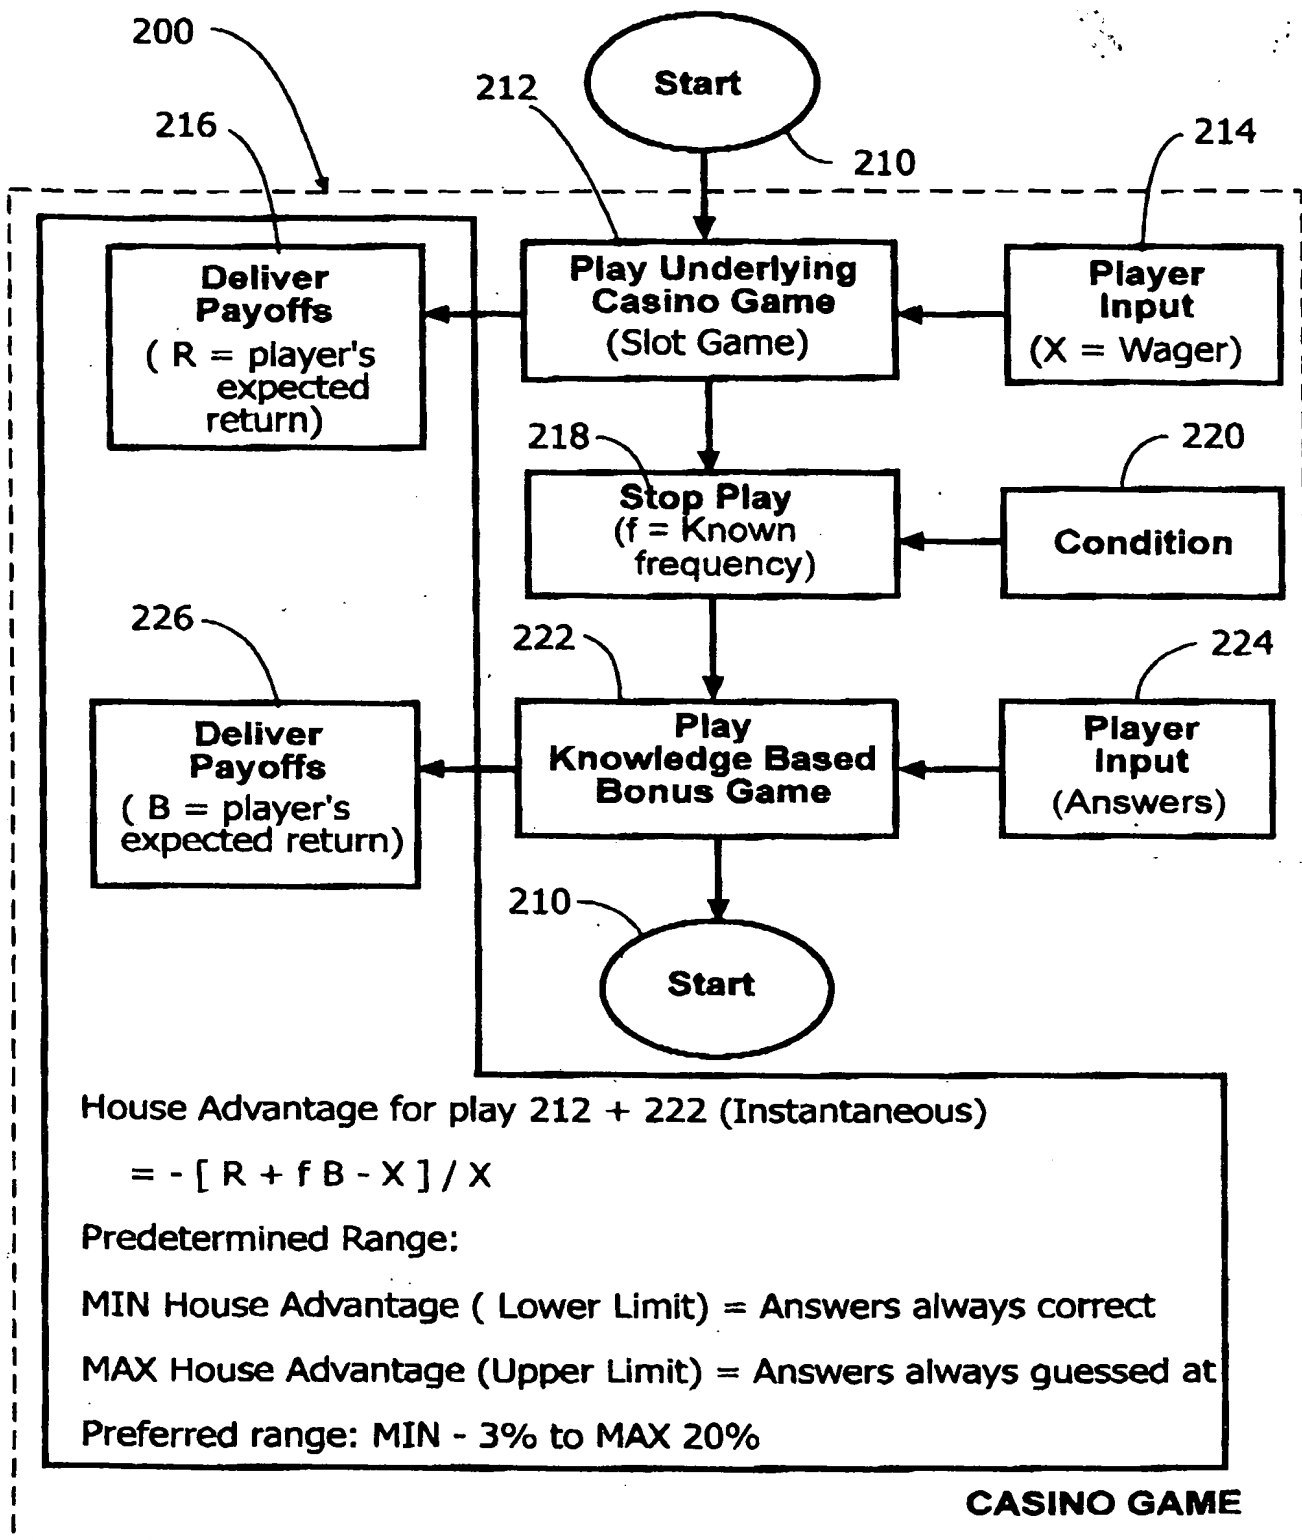 200
Start
212
216
214
210
Deliver
Payoffs
( R = player's
expected
return)
Play Underlying
Casino Game
(Slot Game)
Player
Input
(X = Wager)
218
220
Stop Play
(f = Known
frequency)
Condition
226
222
224
Deliver
Payoffs
( B = player's
expected return)
Play
Knowledge Based
Bonus Game
Player
Input
(Answers)
210
Start
House Advantage for play 212 + 222 (Instantaneous)
= - [ R + f B - X ] / X
Predetermined Range:
MIN House Advantage ( Lower Limit) = Answers always correct
MAX House Advantage (Upper Limit) = Answers always guessed at
Preferred range: MIN - 3% to MAX 20%
CASINO GAME